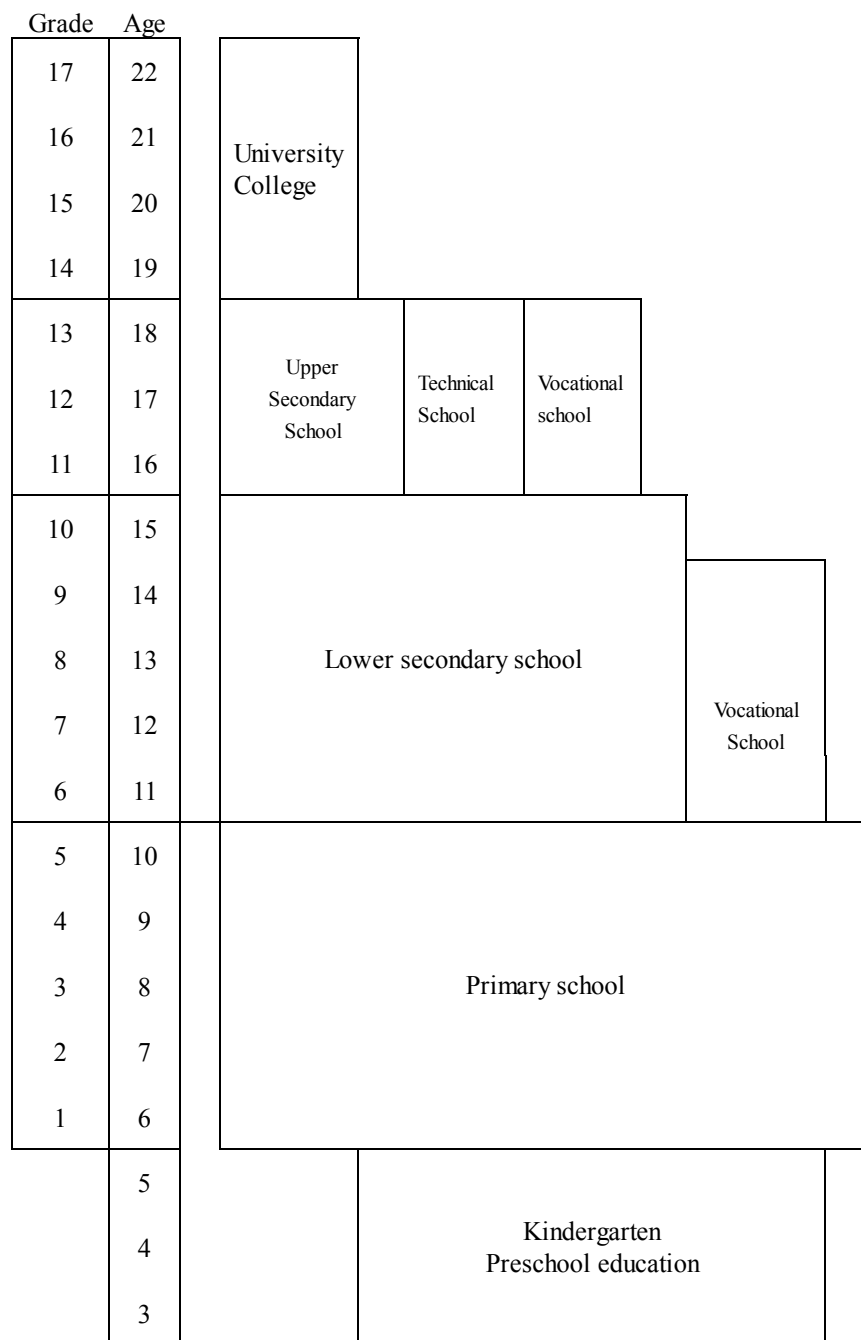 Grade Age
17 22
16 21
15 20
14 19
University
College
13 18
12 17
11 16
Upper
Secondary
School
Technical
School
Vocational
school
10 15
9 14
8 13
7 12
6 11
Lower secondary school
Vocational
School
5 10
4 9
3 8
2 7
1 6
Primary school
5
4
3
Kindergarten
Preschool education